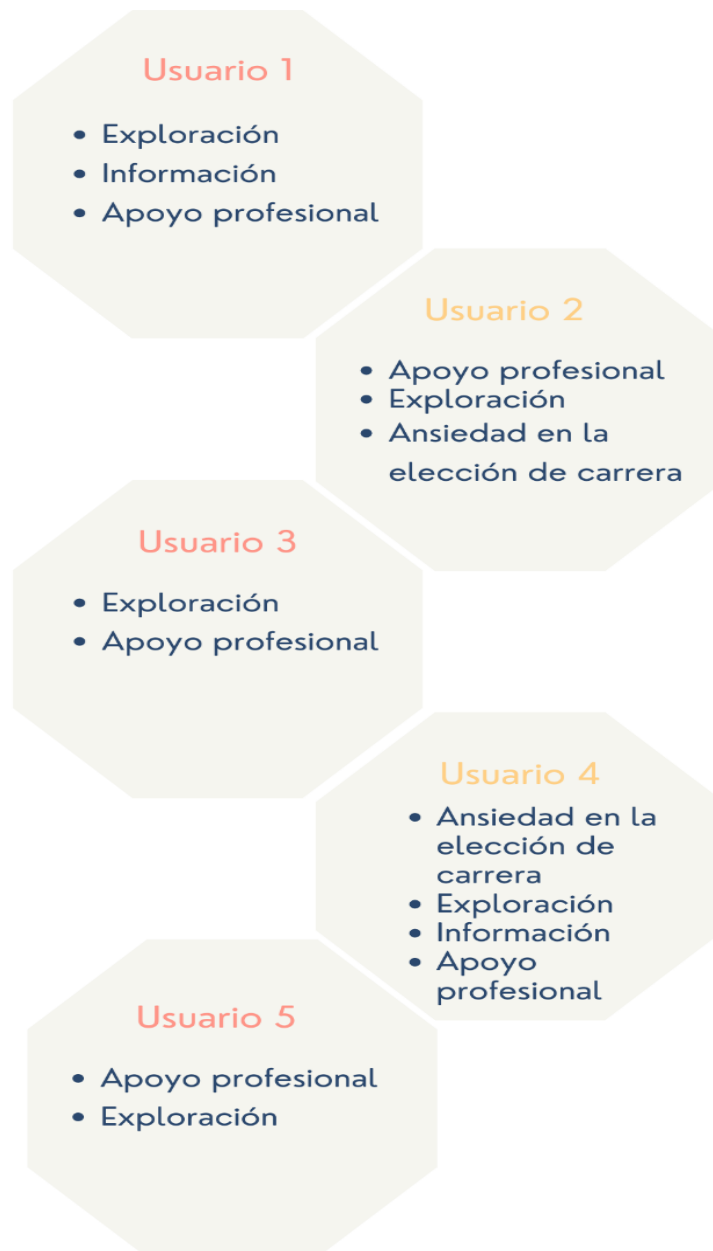 Usuario 1
• Exploración
• Información
• Apoyo profesional
Usuario 2
• Apoyo profesional
• Exploración
• Ansiedad en la
elección de carrera
Usuario 3
• Exploración
• Apoyo profesional
Usuario 4
• Ansiedad en la
elección de
carrera
• Exploración
• Información
• Apoyo
profesional
Usuario 5
• Apoyo profesional
• Exploración